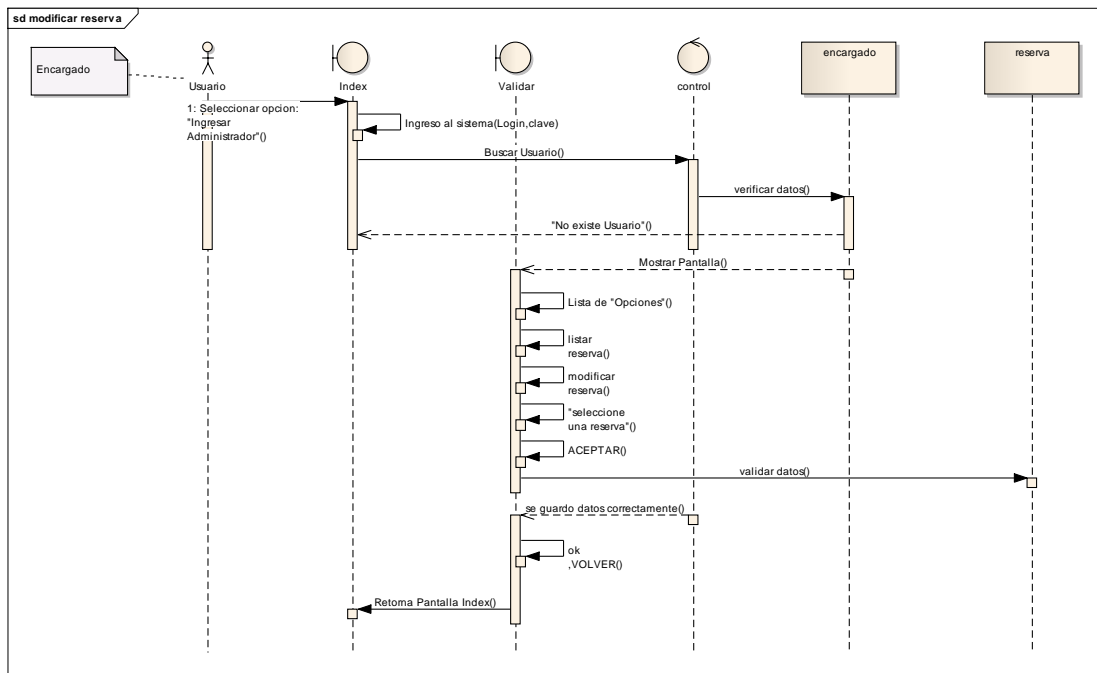 sd modificar reserva
Encargado
Usuario
Index
Validar
control
encargado
reserva
1: Seleccionar opcion:
"Ingresar
Administrador"()
Ingreso al sistema(Login,clave)
Buscar Usuario()
verificar datos()
"No existe Usuario"()
Mostrar Pantalla()
Lista de "Opciones"()
listar
reserva()
modificar
reserva()
"seleccione
una reserva"()
ACEPTAR()
validar datos()
se guardo datos correctamente()
ok
,VOLVER()
Retorna Pantalla Index()